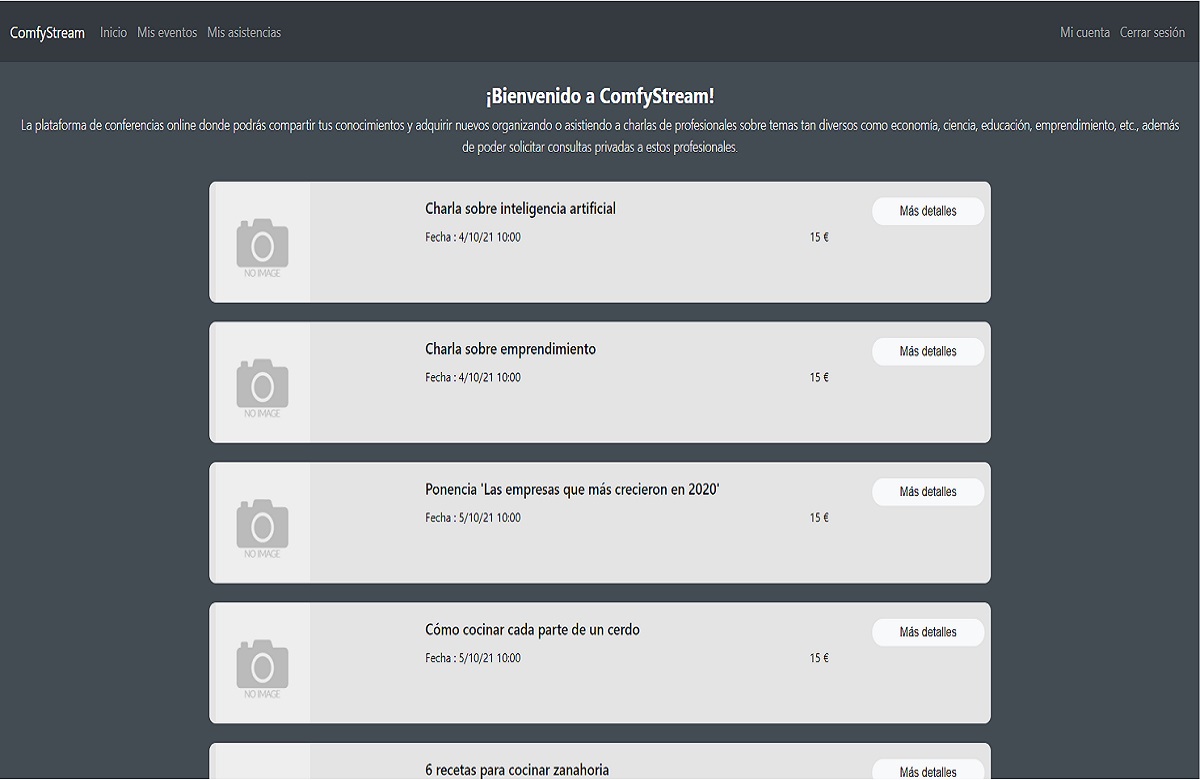 ComfyStream Inicio Mis eventos Mis asistencias Mi cuenta Cerrar sesión
¡Bienvenido a ComfyStream!
La plataforma de conferencias online donde podrás compartir tus conocimientos y adquirir nuevos organizando o asistiendo a charlas de profesionales sobre temas tan diversos como economía, ciencia, educación, emprendimiento, etc., además
de poder solicitar consultas privadas a estos profesionales.
Charla sobre inteligencia artificial Más detalles
Fecha : 4/10/21 10:00 15 €
NO IMAGE
Charla sobre emprendimiento Más detalles
Fecha : 4/10/21 10:00 15 €
NO IMAGE
Ponencia 'Las empresas que más crecieron en 2020' Más detalles
Fecha : 5/10/21 10:00 15 €
NO IMAGE
Cómo cocinar cada parte de un cerdo Más detalles
Fecha : 5/10/21 10:00 15 €
NO IMAGE
6 recetas para cocinar zanahoria Más detalles